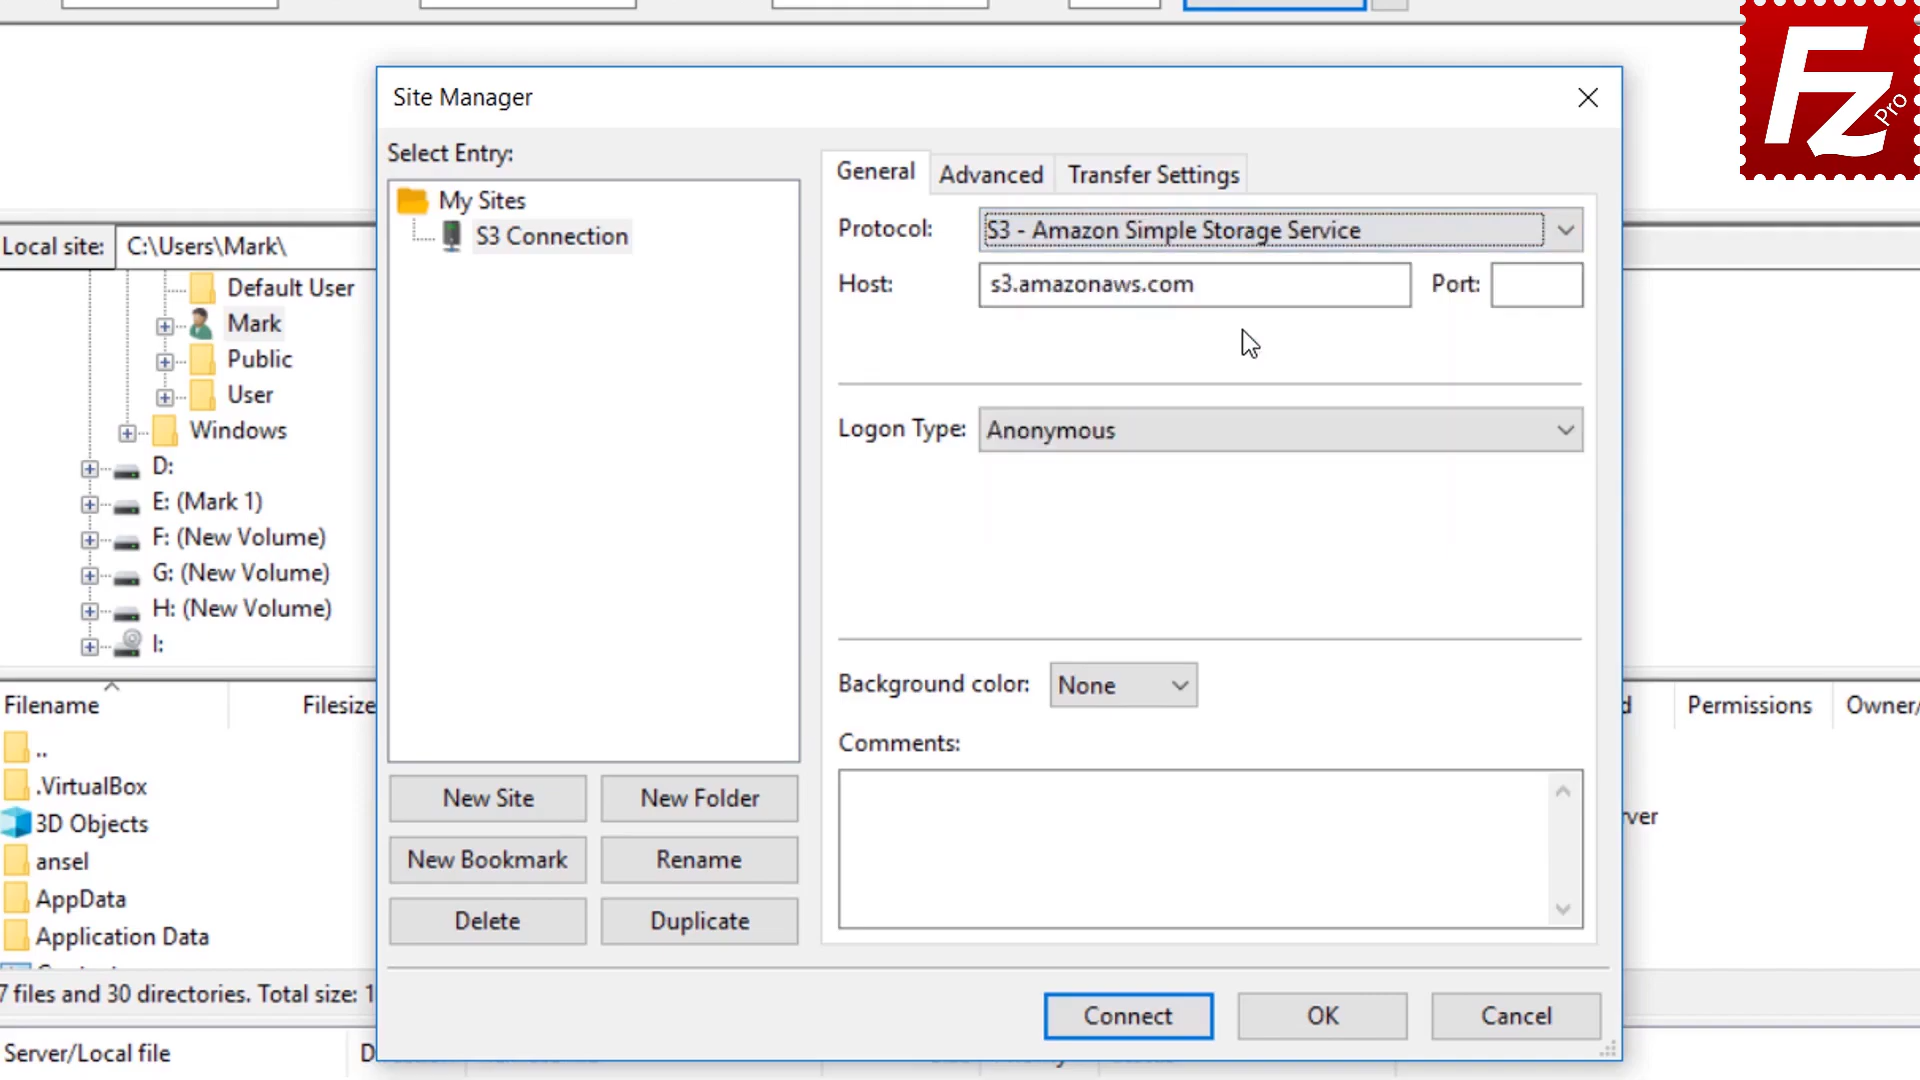 FZ Pro
Site Manager
Select Entry:
My Sites
S3 Connection
General
Advanced
Transfer Settings
Protocol:
S3 - Amazon Simple Storage Service
Host:
s3.amazonaws.com
Port:
Logon Type:
Anonymous
Background color:
None
Comments:
New Site
New Folder
New Bookmark
Rename
Delete
Duplicate
Connect
OK
Cancel
Local site:
C:\Users\Mark\
Default User
Mark
Public
User
Windows
D:
E: (Mark 1)
F: (New Volume)
G: (New Volume)
H: (New Volume)
I:
Filename
Filesize
Permissions
Owner/
..
.VirtualBox
3D Objects
ansel
AppData
Application Data
7 files and 30 directories. Total size: 1
Server/Local file